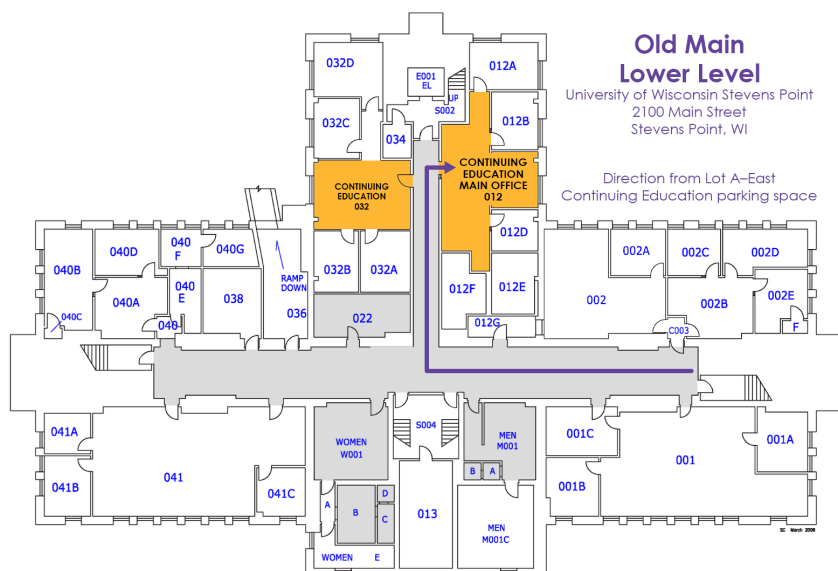 Old Main
Lower Level
University of Wisconsin Stevens Point
2100 Main Street
Stevens Point, WI
Direction from Lot A–East
Continuing Education parking space
032D
E001
EL
UP
S002
012A
032C
034
012B
CONTINUING
EDUCATION
032
CONTINUING
EDUCATION
MAIN OFFICE
012
040B
040D
040
F
040G
RAMP
DOWN
032B
032A
012D
002A
002C
002D
040A
040
E
038
036
012F
012E
002
002B
002E
F
040C
040
022
012G
C003
041A
041
041B
041C
WOMEN
W001
S004
MEN
M001
B
A
001C
001
001A
001B
A
B
D
C
013
MEN
M001C
WOMEN
E
SC March 2006